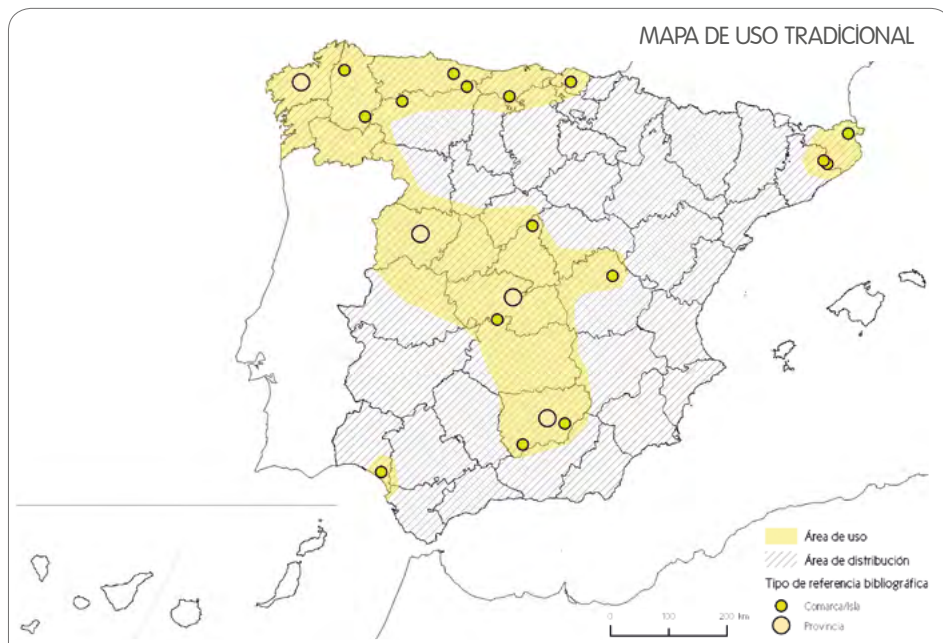 MAPA DE USO TRADICIONAL
Área de uso
Área de distribución
Tipo de referencia bibliográfica
Comarca/Isla
Provincia
0 100 200 km